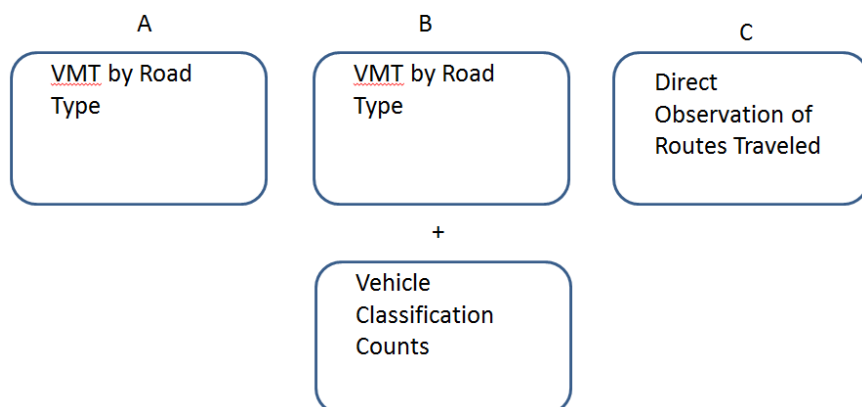 A
VMT by Road
Type
B
VMT by Road
Type
+
Vehicle
Classification
Counts
C
Direct
Observation of
Routes Traveled